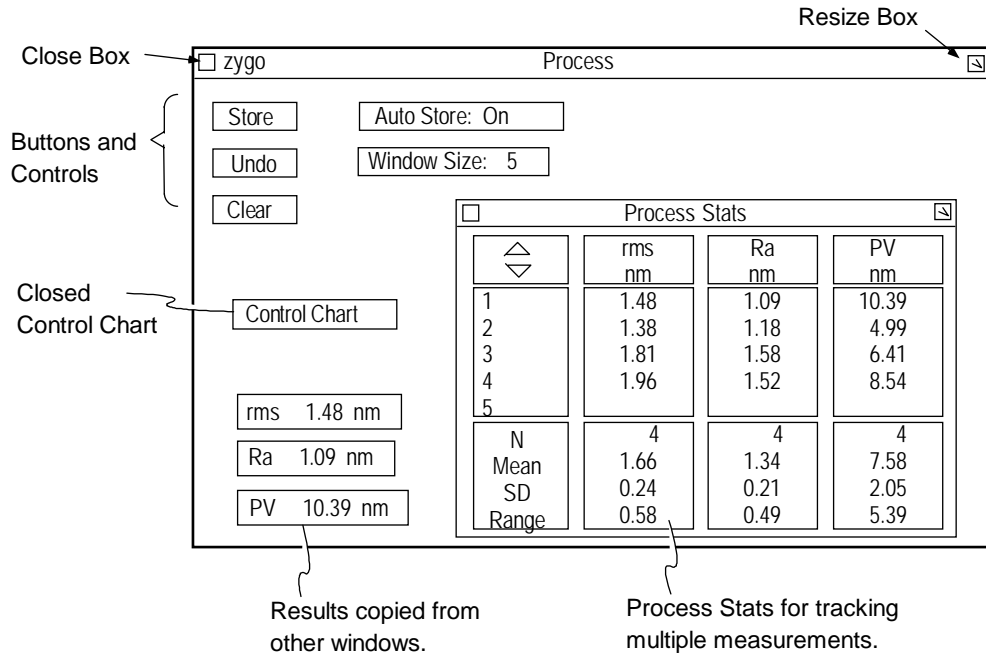 Resize Box
Close Box
zygo Process
Buttons and
Controls
Store Auto Store: On
Undo Window Size: 5
Clear
Process Stats
rms Ra PV
nm nm nm
1 1.48 1.09 10.39
2 1.38 1.18 4.99
3 1.81 1.58 6.41
4 1.96 1.52 8.54
5
N 4 4 4
Mean 1.66 1.34 7.58
SD 0.24 0.21 2.05
Range 0.58 0.49 5.39
Closed
Control Chart
Control Chart
rms 1.48 nm
Ra 1.09 nm
PV 10.39 nm
Results copied from
other windows.
Process Stats for tracking
multiple measurements.